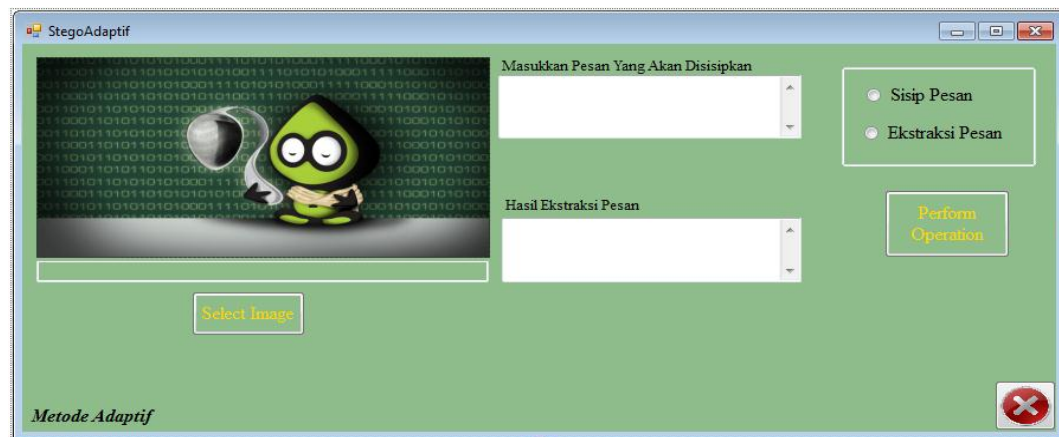 StegoAdaptif
Masukkan Pesan Yang Akan Disisipkan
Sisip Pesan
Ekstraksi Pesan
Hasil Ekstraksi Pesan
Perform
Operation
Select Image
Metode Adaptif